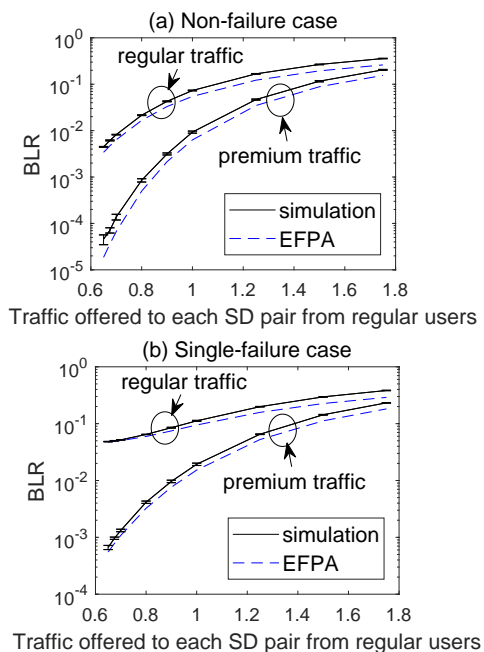 (a) Non-failure case
10^0
regular traffic
10^-1
10^-2
BLR
premium traffic
10^-3
simulation
10^-4
EFPA
10^-5
0.6 0.8 1 1.2 1.4 1.6 1.8
Traffic offered to each SD pair from regular users
(b) Single-failure case
10^0
regular traffic
10^-1
BLR
10^-2
premium traffic
simulation
10^-3
EFPA
10^-4
0.6 0.8 1 1.2 1.4 1.6 1.8
Traffic offered to each SD pair from regular users